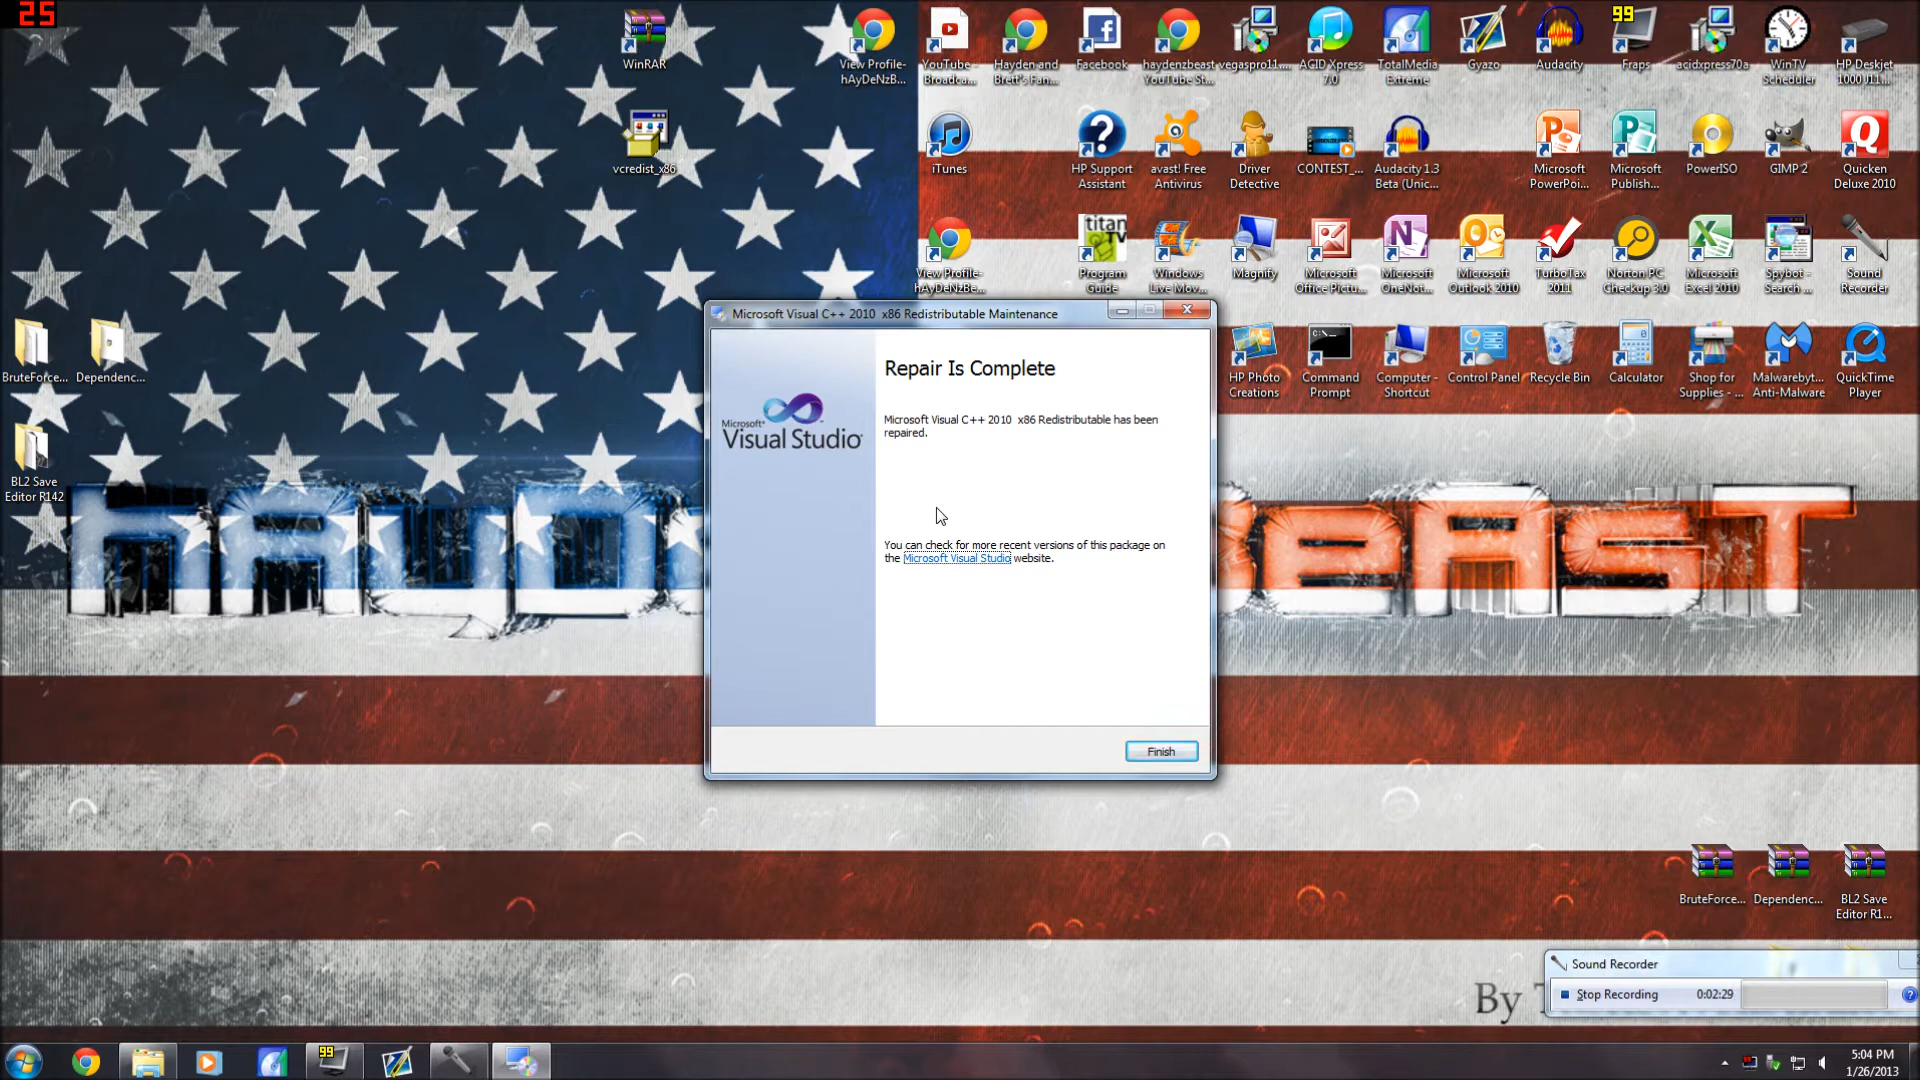 25
WinRAR
View Profile-
hAyDeNzB...
YouTube -
Broadca...
Hayden and
Brett's Fan...
Facebook
haydenzbeast
YouTube St...
vegaspro11....
ACID Xpress
7.0
TotalMedia
Extreme
Gyazo
Audacity
99
Fraps
acidxpress70a
WinTV
Scheduler
HP Deskjet
1000 J11...
vcredist_x86
iTunes
HP Support
Assistant
avast! Free
Antivirus
Driver
Detective
CONTEST_...
Audacity 1.3
Beta (Unic...
Microsoft
PowerPoi...
Microsoft
Publish...
PowerISO
GIMP 2
Quicken
Deluxe 2010
View Profile-
hAyDeNzBe...
titan
TV
Program
Guide
Windows
Live Mov...
Magnify
Microsoft
Office Pictu...
Microsoft
OneNot...
Microsoft
Outlook 2010
TurboTax
2011
Norton PC
Checkup 3.0
Microsoft
Excel 2010
Spybot -
Search ...
Sound
Recorder
BruteForce...
Dependenc...
HP Photo
Creations
Command
Prompt
Computer -
Shortcut
Control Panel
Recycle Bin
Calculator
Shop for
Supplies - ...
Malwarebyt...
Anti-Malware
QuickTime
Player
BL2 Save
Editor R142
Microsoft Visual C++ 2010 x86 Redistributable Maintenance
Microsoft
Visual Studio
Repair Is Complete
Microsoft Visual C++ 2010 x86 Redistributable has been
repaired.
You can check for more recent versions of this package on
the Microsoft Visual Studio website.
Finish
HAYD
BEAST
BruteForce...
Dependenc...
BL2 Save
Editor R1...
By
Sound Recorder
Stop Recording 0:02:29
99
5:04 PM
1/26/2013